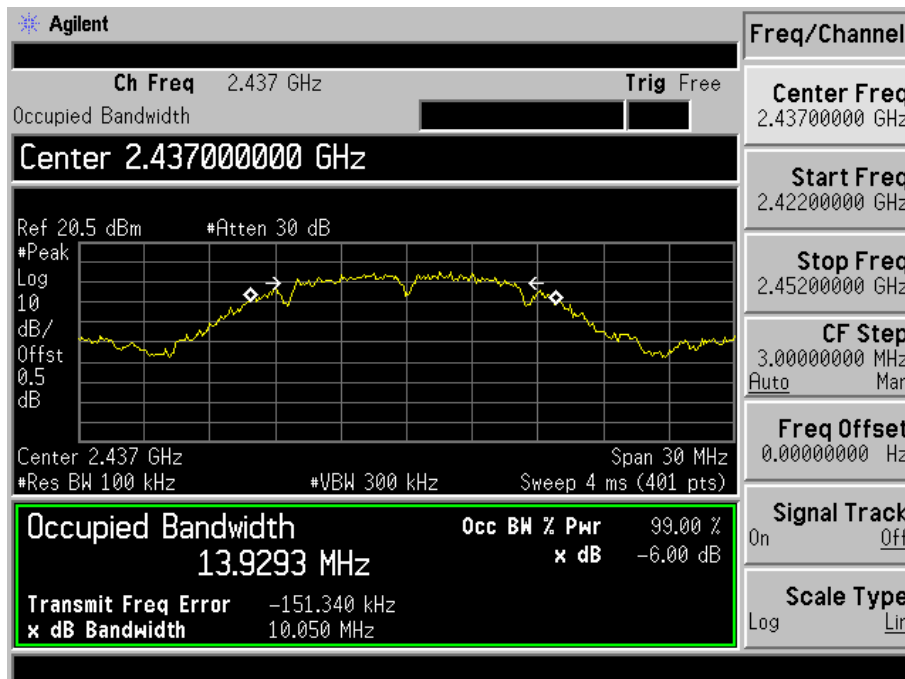 Agilent
Freq/Channel
Ch Freq 2.437 GHz Trig Free
Occupied Bandwidth
Center 2.437000000 GHz
Ref 20.5 dBm #Atten 30 dB
#Peak
Log
10
dB/
Offst
0.5
dB
Center 2.437 GHz Span 30 MHz
#Res BW 100 kHz #VBW 300 kHz Sweep 4 ms (401 pts)
Occupied Bandwidth
13.9293 MHz
Occ BW % Pwr 99.00 %
x dB -6.00 dB
Transmit Freq Error -151.340 kHz
x dB Bandwidth 10.050 MHz
Center Freq
2.43700000 GHz
Start Freq
2.42200000 GHz
Stop Freq
2.45200000 GHz
CF Step
3.00000000 MHz
Auto Man
Freq Offset
0.00000000 Hz
Signal Track
On Off
Scale Type
Log Lin